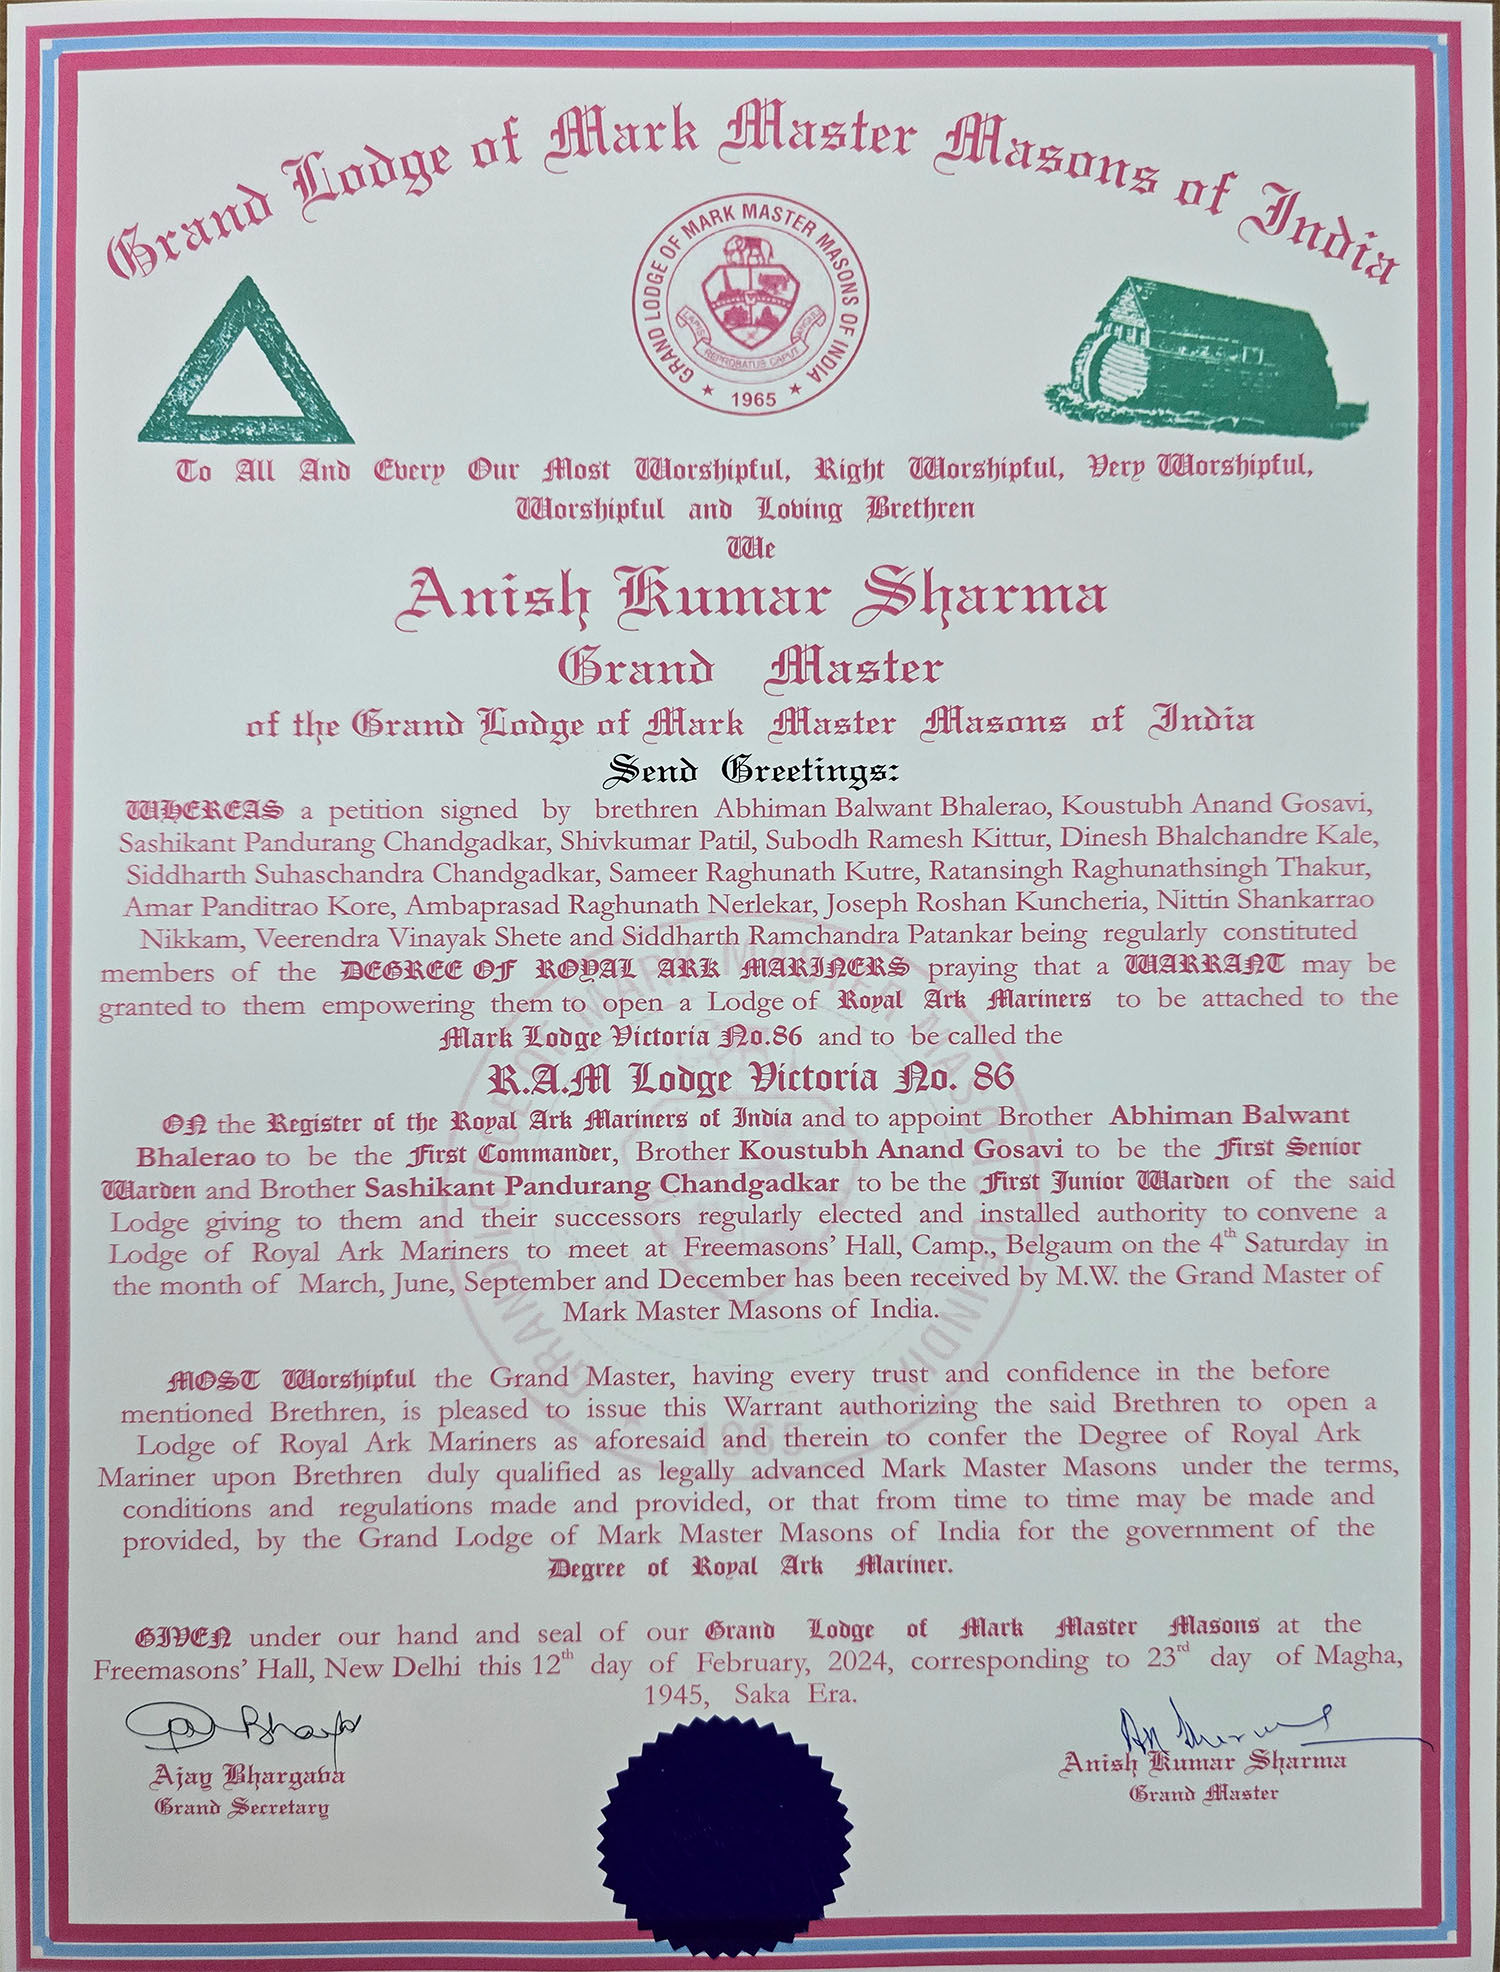 Grand Lodge of Mark Master Masons of India
GRAND LODGE OF MARK MASTER MASONS OF INDIA
LAPIS REPROBATUS CAPUT ANGULI
★ 1965 ★
To All And Every Our Most Worshipful, Right Worshipful, Very Worshipful,
Worshipful and Loving Brethren
We
Anish Kumar Sharma
Grand Master
of the Grand Lodge of Mark Master Masons of India
Send Greetings:
WHEREAS a petition signed by brethren Abhiman Balwant Bhalerao, Koustubh Anand Gosavi,
Sashikant Pandurang Chandgadkar, Shivkumar Patil, Subodh Ramesh Kittur, Dinesh Bhalchandre Kale,
Siddharth Suhaschandra Chandgadkar, Sameer Raghunath Kutre, Ratansingh Raghunathsingh Thakur,
Amar Panditrao Kore, Ambaprasad Raghunath Nerlekar, Joseph Roshan Kuncheria, Nittin Shankarrao
Nikkam, Veerendra Vinayak Shete and Siddharth Ramchandra Patankar being regularly constituted
members of the DEGREE OF ROYAL ARK MARINERS praying that a WARRANT may be
granted to them empowering them to open a Lodge of Royal Ark Mariners to be attached to the
Mark Lodge Victoria No.86 and to be called the
R.A.M Lodge Victoria No. 86
ON the Register of the Royal Ark Mariners of India and to appoint Brother Abhiman Balwant
Bhalerao to be the First Commander, Brother Koustubh Anand Gosavi to be the First Senior
Warden and Brother Sashikant Pandurang Chandgadkar to be the First Junior Warden of the said
Lodge giving to them and their successors regularly elected and installed authority to convene a
Lodge of Royal Ark Mariners to meet at Freemasons' Hall, Camp., Belgaum on the 4th Saturday in
the month of March, June, September and December has been received by M.W. the Grand Master of
Mark Master Masons of India.
MOST Worshipful the Grand Master, having every trust and confidence in the before
mentioned Brethren, is pleased to issue this Warrant authorizing the said Brethren to open a
Lodge of Royal Ark Mariners as aforesaid and therein to confer the Degree of Royal Ark
Mariner upon Brethren duly qualified as legally advanced Mark Master Masons under the terms,
conditions and regulations made and provided, or that from time to time may be made and
provided, by the Grand Lodge of Mark Master Masons of India for the government of the
Degree of Royal Ark Mariner.
GIVEN under our hand and seal of our Grand Lodge of Mark Master Masons at the
Freemasons' Hall, New Delhi this 12th day of February, 2024, corresponding to 23rd day of Magha,
1945, Saka Era.
Ajay Bhargava
Grand Secretary
Anish Kumar Sharma
Grand Master